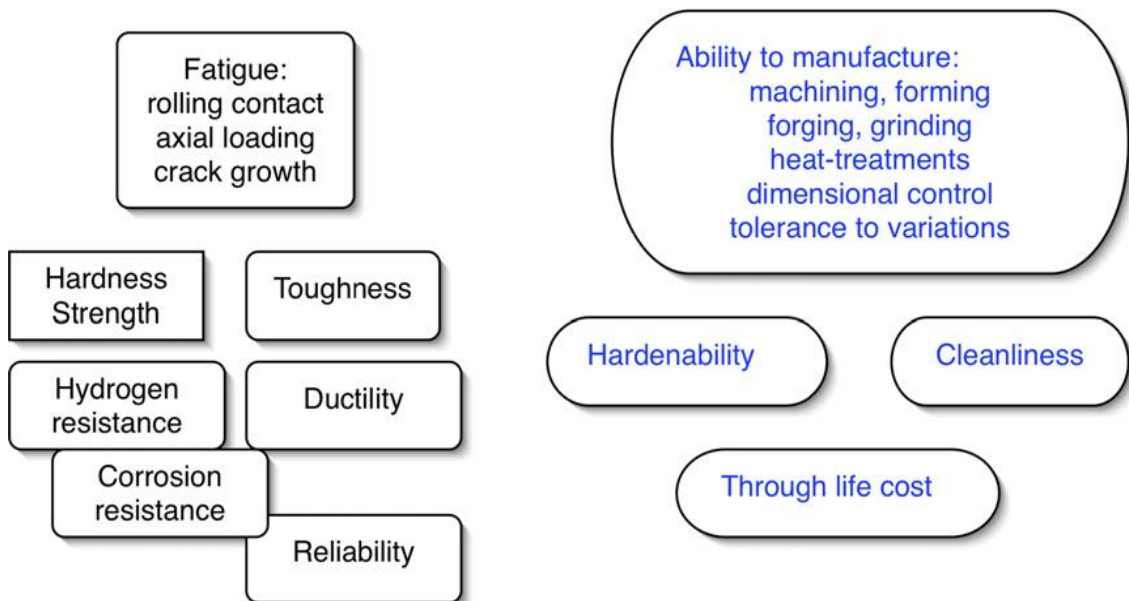 Fatigue:
rolling contact
axial loading
crack growth
Hardness
Strength
Toughness
Hydrogen
resistance
Ductility
Corrosion
resistance
Reliability
Ability to manufacture:
machining, forming
forging, grinding
heat-treatments
dimensional control
tolerance to variations
Hardenability
Cleanliness
Through life cost